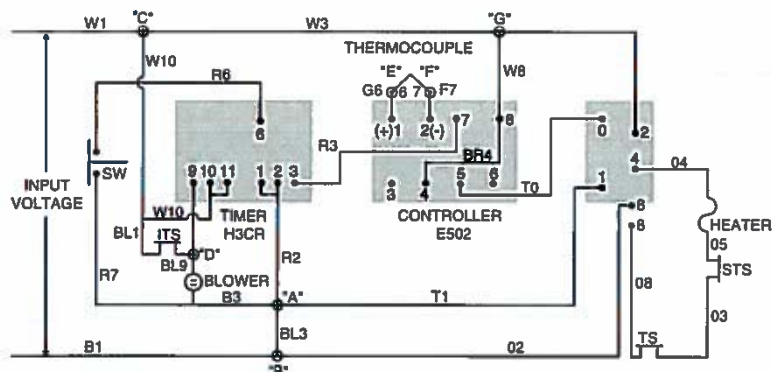 W1
"C"
W3
"G"
W10
THERMOCOUPLE
R6
"E" "F"
W8
G6 6 7 F7
6
(+)1 2(-)
7
8
0
2
R3
BR4
4
04
SW
9 10 11 1 2 3
5
6
3
4
T0
1
INPUT
VOLTAGE
W10
TIMER
H3CR
CONTROLLER
E502
6
8
HEATER
BL1
ITS
"D"
BL9
R2
05
R7
BLOWER
STS
B3
"A"
T1
08
03
BL3
B1
02
TS